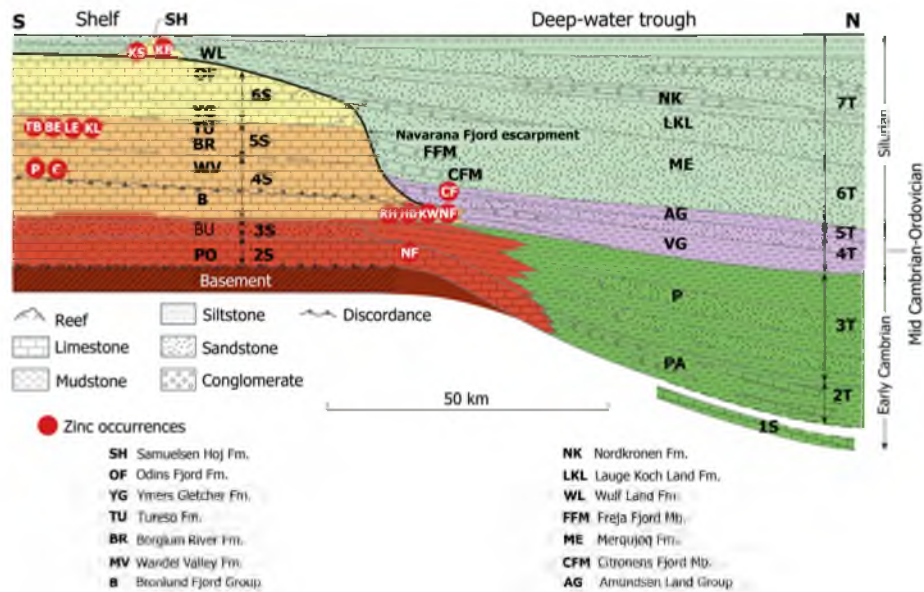 S Shelf SH Deep-water trough N
KS KF WL
6S NK 7T
LKL
TB BE LE KL TU 5S Navarana Fjord escarpment Silurian
BR FFM ME
P 4S CFM
CF 6T
B AG
RH KW NF
BU 3S VG 5T
PO 2S NF 4T
Mid Cambrian-Ordovician
Basement P
3T
Reef Siltstone Discordance
Limestone Sandstone PA
Mudstone Conglomerate 2T
Early Cambrian
50 km
1S
Zinc occurrences
SH Samuelsen Hoj Fm. NK Nordkronen Fm.
OF Odins Fjord Fm. LKL Lauge Koch Land Fm.
YG Ymers Gletcher Fm. WL Wulf Land Fm.
TU Tureso Fm. FFM Freja Fjord Mb.
BR Borglum River Fm. ME Merqujoq Fm.
MV Wandel Valley Fm. CFM Citronens Fjord Mb.
B Bronlund Fjord Group AG Amundsen Land Group